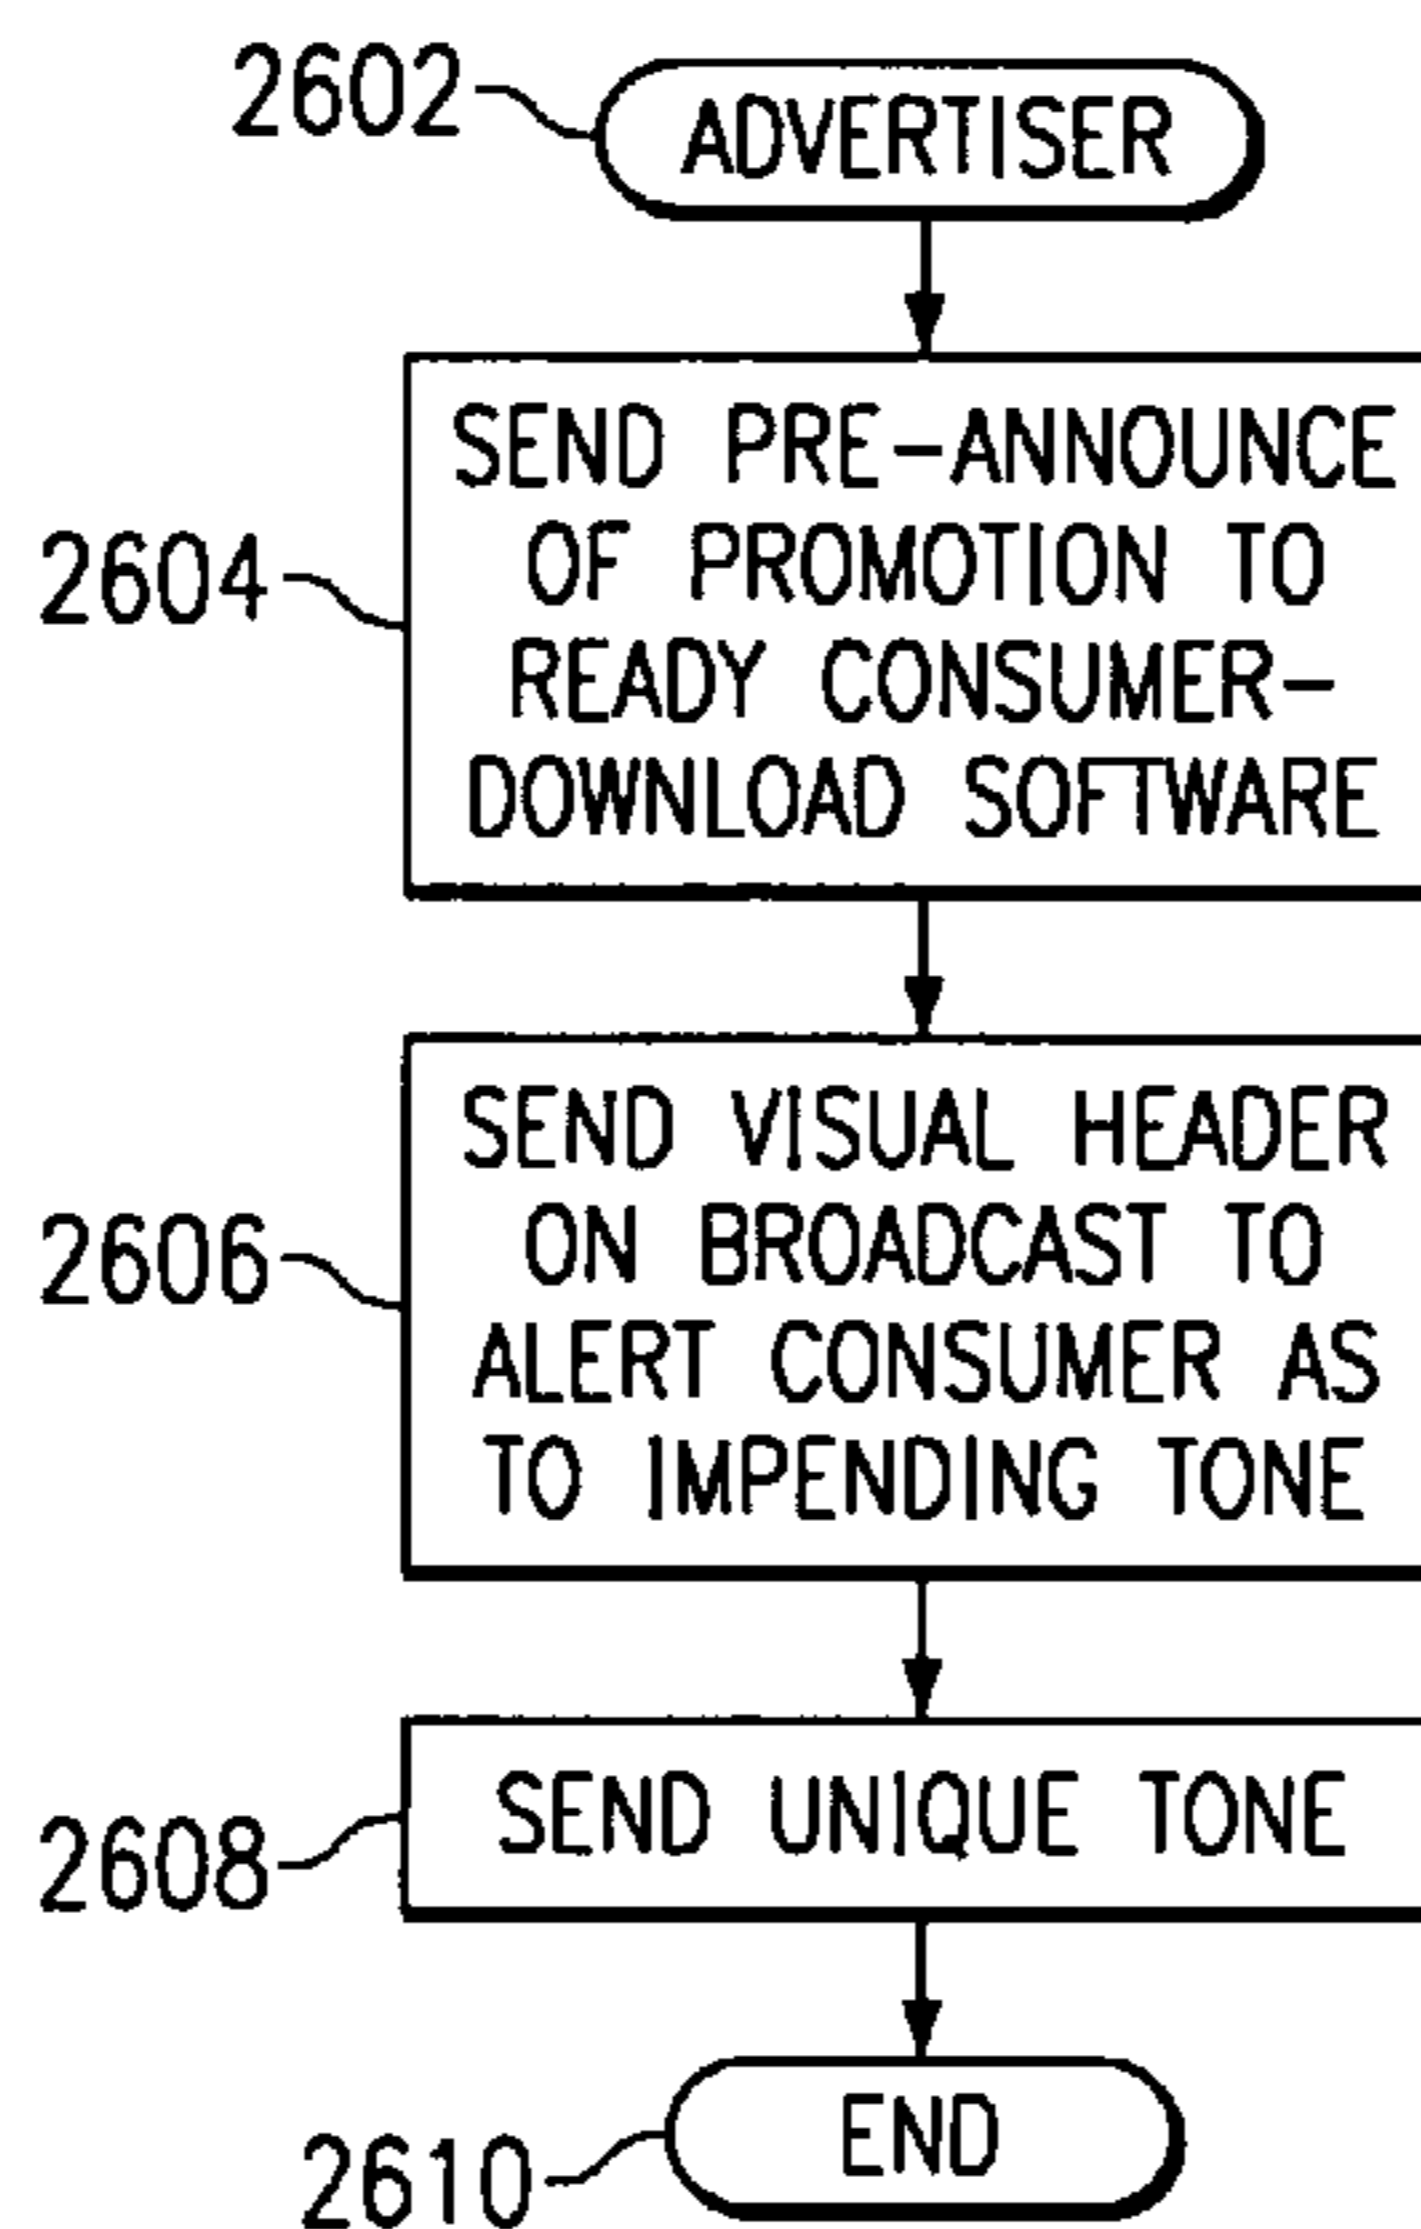 2602
ADVERTISER
2604
SEND PRE-ANNOUNCE
OF PROMOTION TO
READY CONSUMER-
DOWNLOAD SOFTWARE
2606
SEND VISUAL HEADER
ON BROADCAST TO
ALERT CONSUMER AS
TO IMPENDING TONE
2608
SEND UNIQUE TONE
2610
END